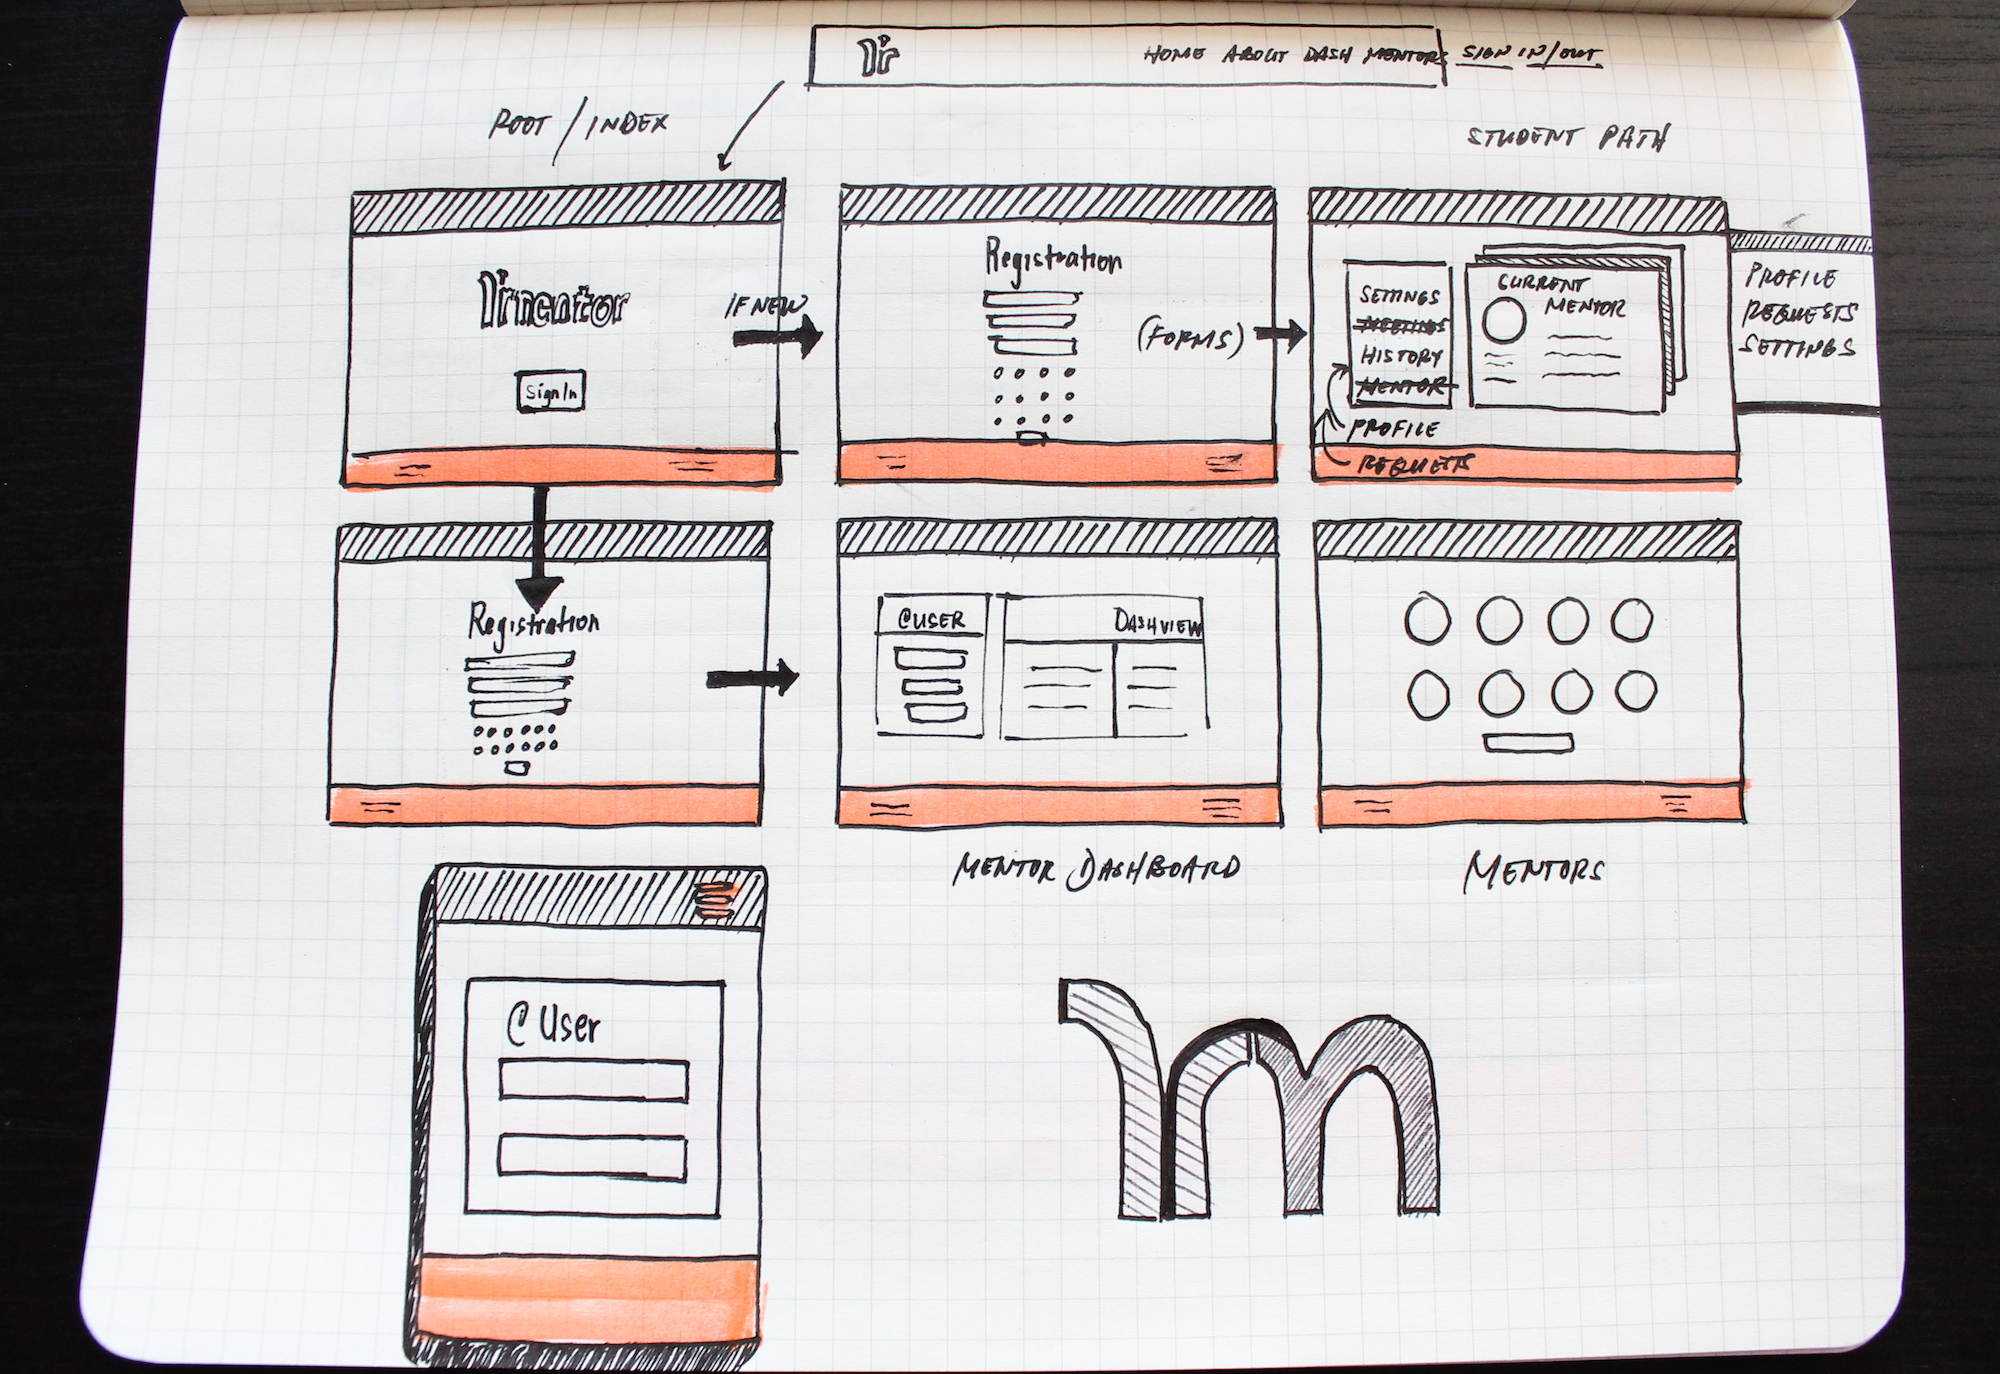 HOME ABOUT DASH MENTORS SIGN IN/OUT
ROOT / INDEX
STUDENT PATH
mentor
Sign In
IF NEW
Registration
(FORMS)
SETTINGS
MEETINGS
HISTORY
MENTOR
PROFILE
REQUESTS
CURRENT
MENTOR
PROFILE
REQUESTS
SETTINGS
Registration
@USER
DASHVIEW
MENTOR DASHBOARD
MENTORS
@User
m